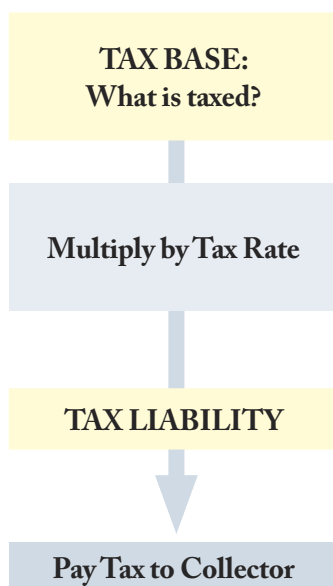 TAX BASE:
What is taxed?
Multiply by Tax Rate
TAX LIABILITY
Pay Tax to Collector